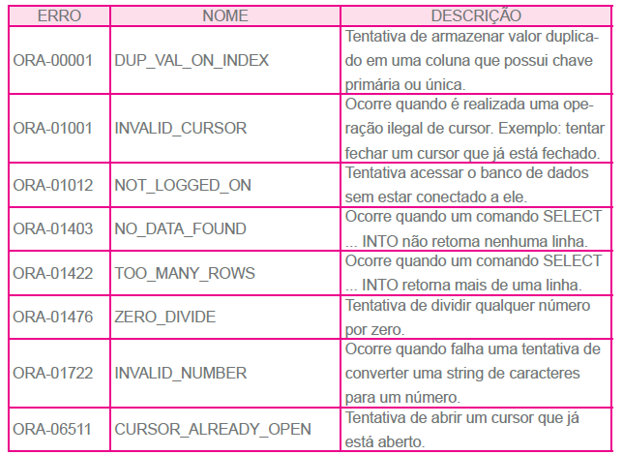 ERRO NOME DESCRIÇÃO
ORA-00001 DUP_VAL_ON_INDEX Tentativa de armazenar valor duplica-
do em uma coluna que possui chave
primária ou única.
ORA-01001 INVALID_CURSOR Ocorre quando é realizada uma ope-
ração ilegal de cursor. Exemplo: tentar
fechar um cursor que já está fechado.
ORA-01012 NOT_LOGGED_ON Tentativa acessar o banco de dados
sem estar conectado a ele.
ORA-01403 NO_DATA_FOUND Ocorre quando um comando SELECT
... INTO não retorna nenhuma linha.
ORA-01422 TOO_MANY_ROWS Ocorre quando um comando SELECT
... INTO retorna mais de uma linha.
ORA-01476 ZERO_DIVIDE Tentativa de dividir qualquer número
por zero.
ORA-01722 INVALID_NUMBER Ocorre quando falha uma tentativa de
converter uma string de caracteres
para um número.
ORA-06511 CURSOR_ALREADY_OPEN Tentativa de abrir um cursor que já
está aberto.